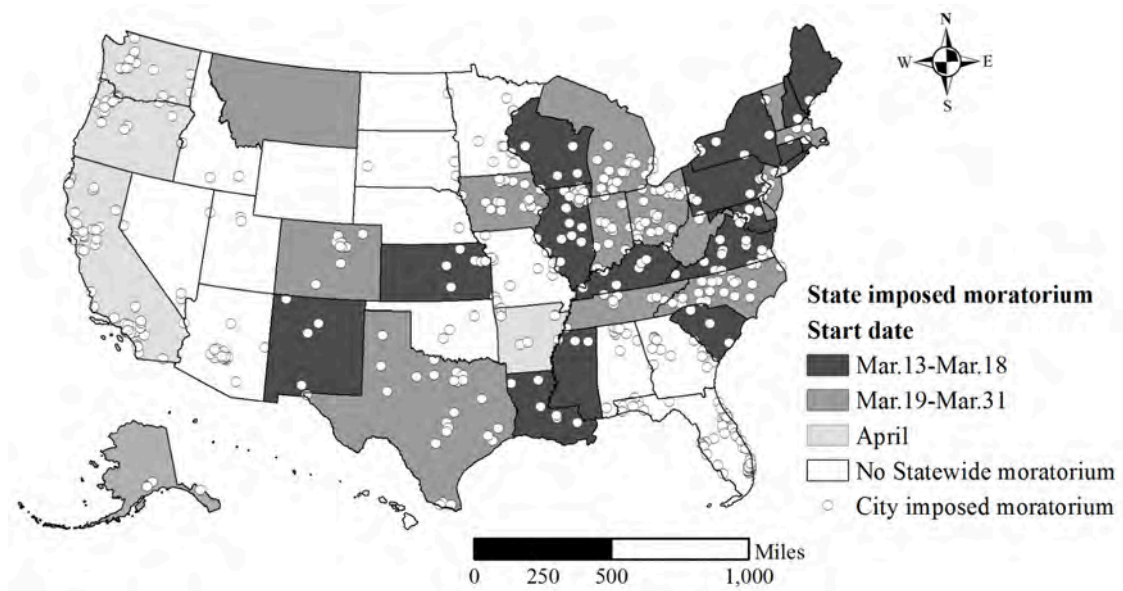 N
W E
S
State imposed moratorium
Start date
Mar.13-Mar.18
Mar.19-Mar.31
April
No Statewide moratorium
City imposed moratorium
Miles
0 250 500 1,000